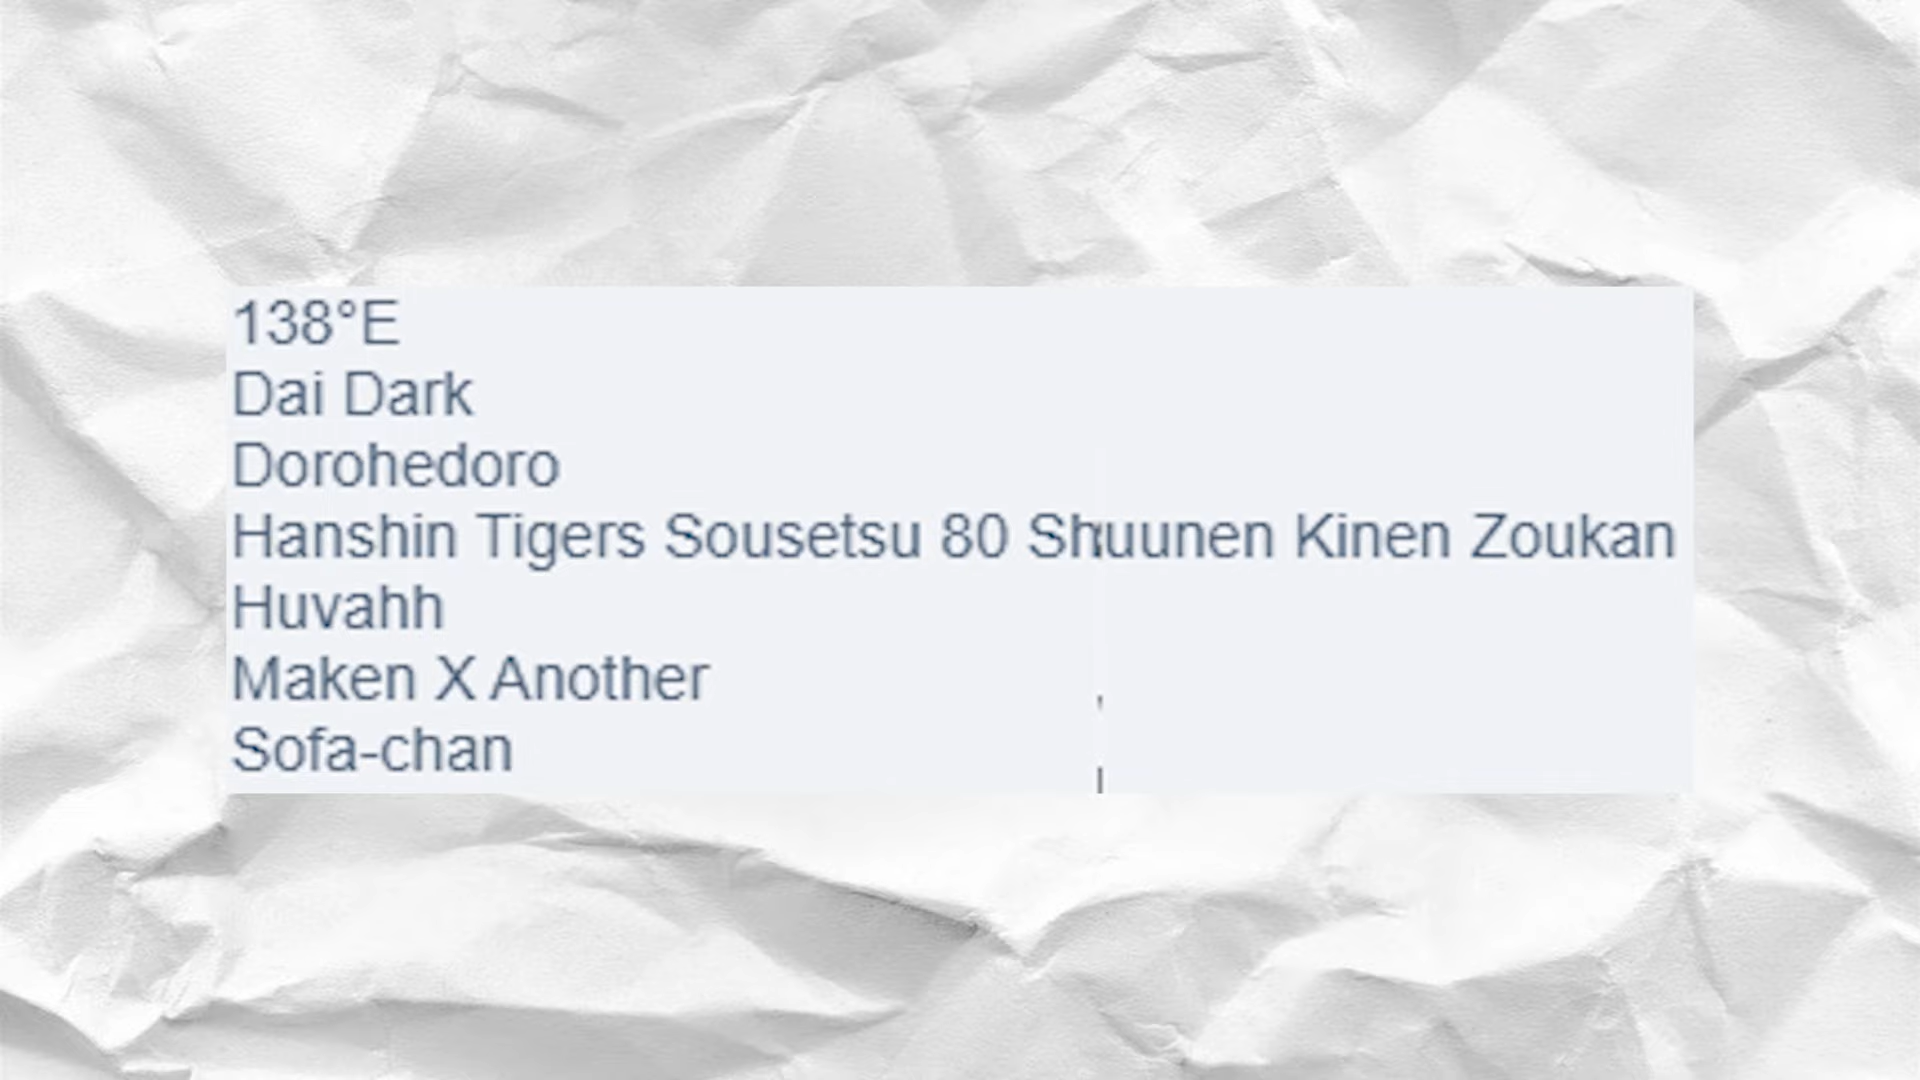 138°E
Dai Dark
Dorohedoro
Hanshin Tigers Sousetsu 80 Shuunen Kinen Zoukan
Huvahh
Maken X Another
Sofa-chan